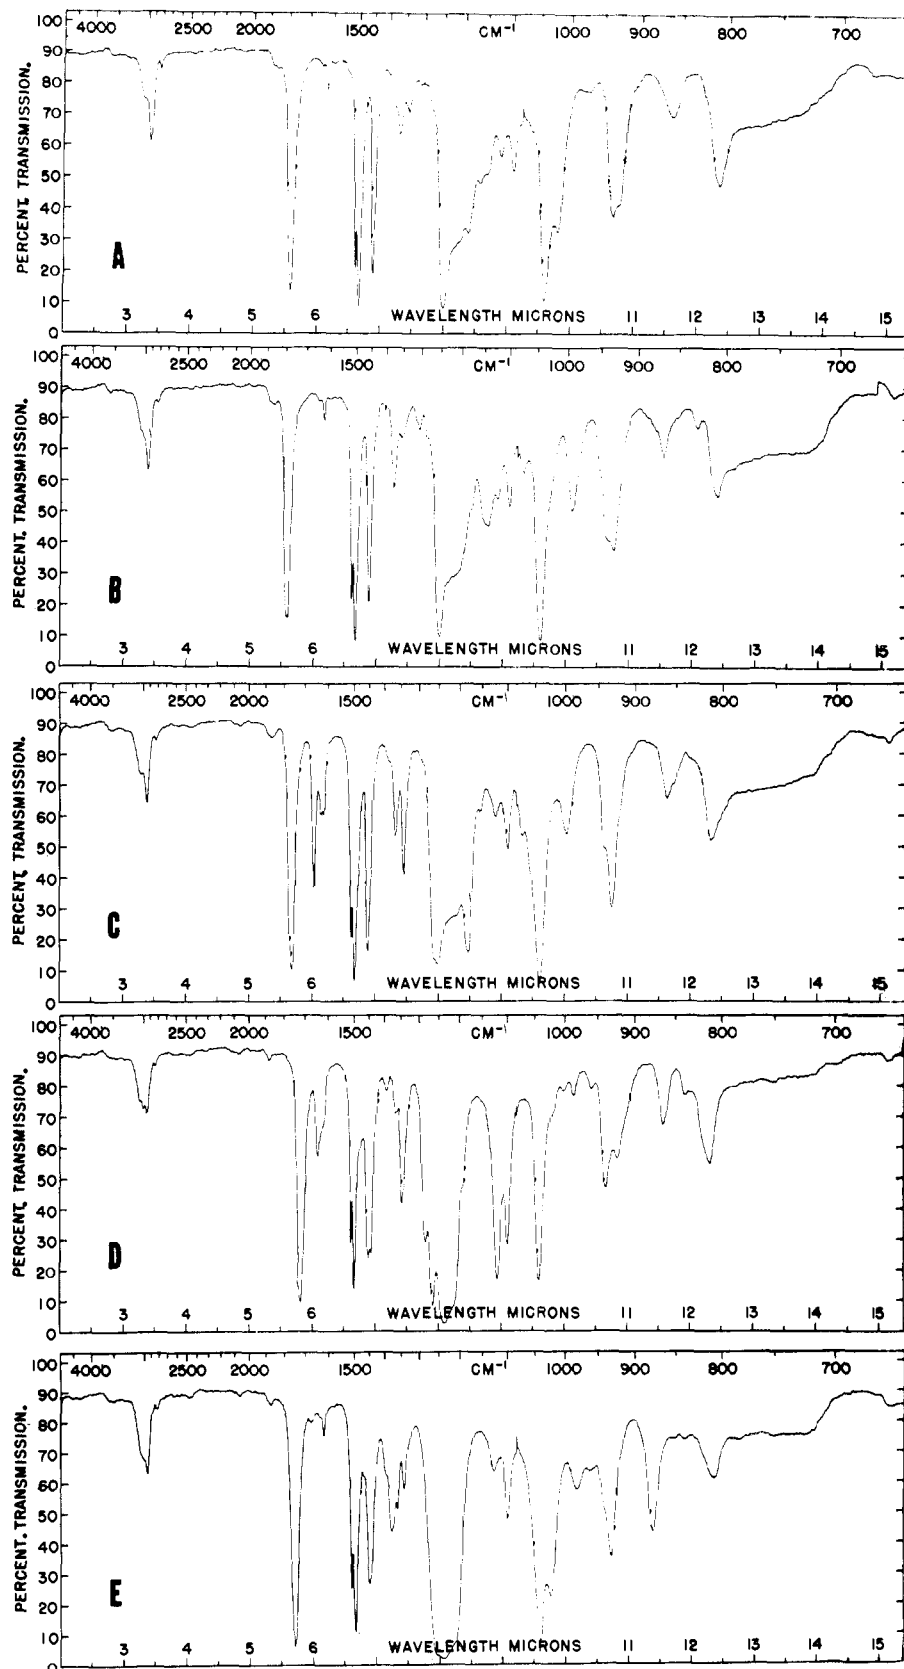 100
4000 2500 2000 1500 CM⁻¹ 1000 900 800 700
90
80
70
60
50
40
30
20
10
0
PERCENT, TRANSMISSION.
A
3 4 5 6 WAVELENGTH MICRONS 11 12 13 14 15
100
4000 2500 2000 1500 CM⁻¹ 1000 900 800 700
90
80
70
60
50
40
30
20
10
0
PERCENT, TRANSMISSION.
B
3 4 5 6 WAVELENGTH MICRONS 11 12 13 14 15
100
4000 2500 2000 1500 CM⁻¹ 1000 900 800 700
90
80
70
60
50
40
30
20
10
0
PERCENT, TRANSMISSION.
C
3 4 5 6 WAVELENGTH MICRONS 11 12 13 14 15
100
4000 2500 2000 1500 CM⁻¹ 1000 900 800 700
90
80
70
60
50
40
30
20
10
0
PERCENT, TRANSMISSION.
D
3 4 5 6 WAVELENGTH MICRONS 11 12 13 14 15
100
4000 2500 2000 1500 CM⁻¹ 1000 900 800 700
90
80
70
60
50
40
30
20
10
0
PERCENT. TRANSMISSION.
E
3 4 5 6 WAVELENGTH MICRONS 11 12 13 14 15